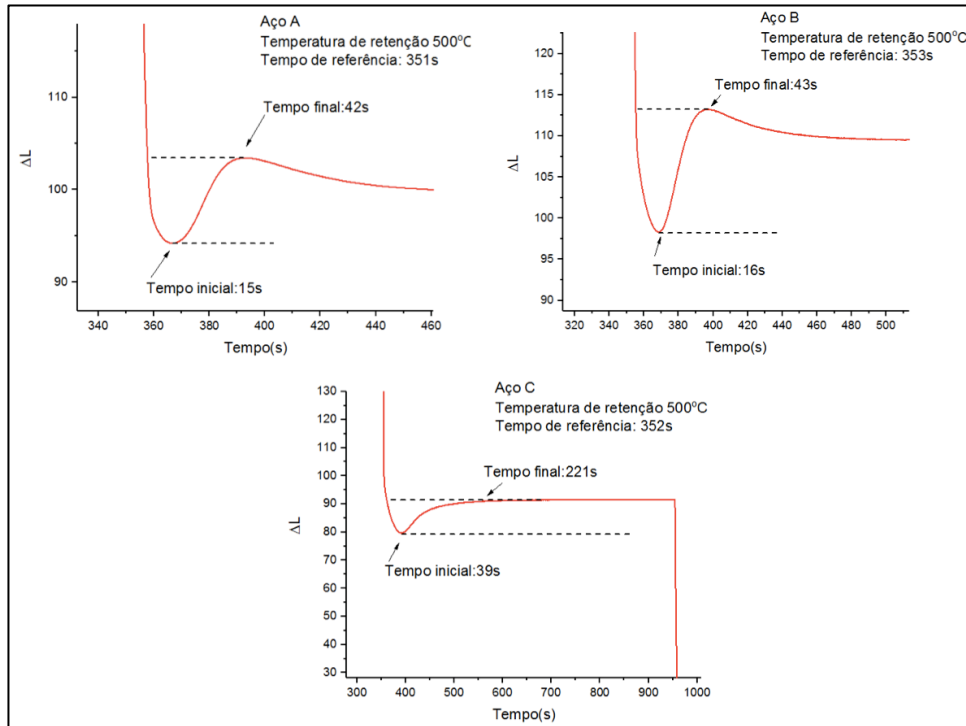 Aço A
Temperatura de retenção 500°C
Tempo de referência: 351s
Tempo final:42s
Tempo inicial:15s
ΔL
110
100
90
340 360 380 400 420 440 460
Tempo(s)
Aço B
Temperatura de retenção 500°C
Tempo de referência: 353s
Tempo final:43s
Tempo inicial:16s
ΔL
120
115
110
105
100
95
90
320 340 360 380 400 420 440 460 480 500
Tempo(s)
Aço C
Temperatura de retenção 500°C
Tempo de referência: 352s
Tempo final:221s
Tempo inicial:39s
ΔL
130
120
110
100
90
80
70
60
50
40
30
300 400 500 600 700 800 900 1000
Tempo(s)